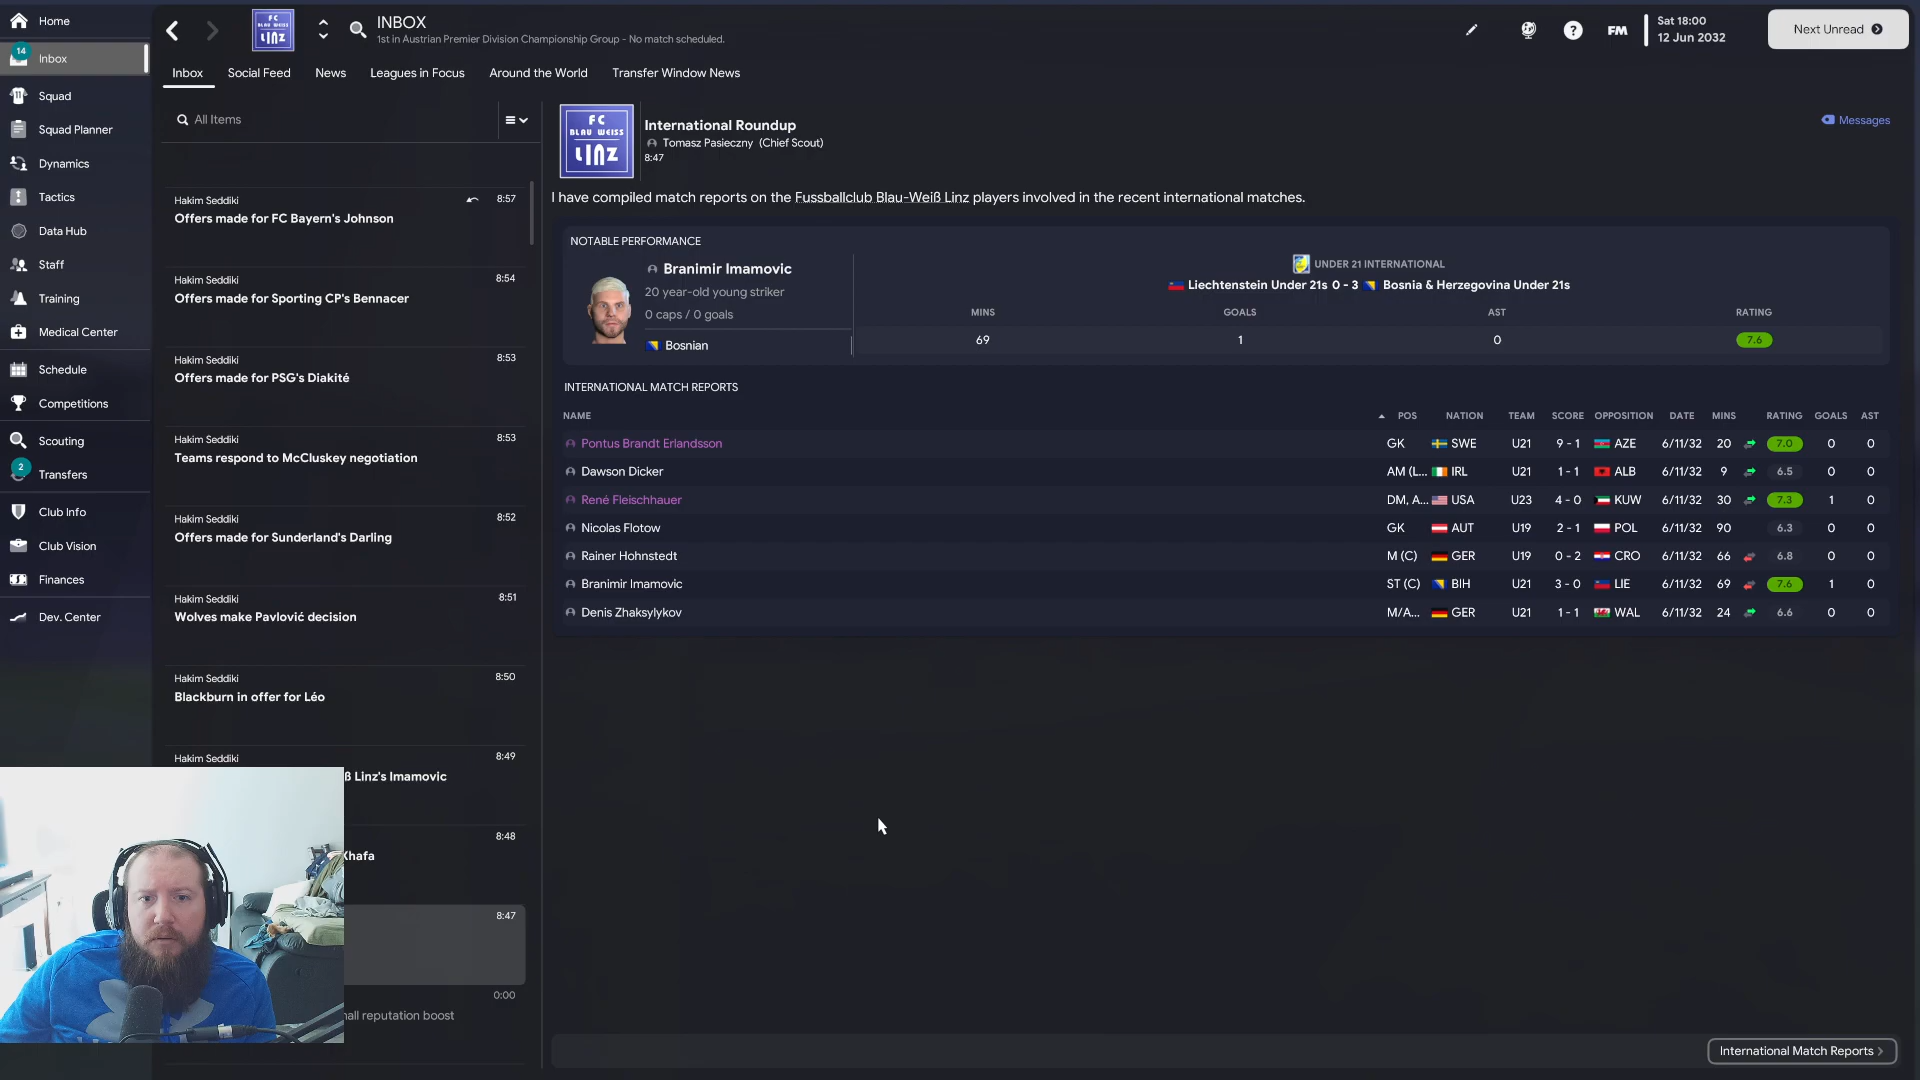 Home
14
Inbox
Squad
Squad Planner
Dynamics
Tactics
Data Hub
Staff
Training
Medical Center
Schedule
Competitions
Scouting
2
Transfers
Club Info
Club Vision
Finances
Dev. Center
FC
BLAU WEISS
LINZ
INBOX
1st in Austrian Premier Division Championship Group - No match scheduled.
FM
Sat 18:00
12 Jun 2032
Next Unread
Inbox Social Feed News Leagues in Focus Around the World Transfer Window News
All Items
Hakim Seddiki 8:57
Offers made for FC Bayern's Johnson
Hakim Seddiki 8:54
Offers made for Sporting CP's Bennacer
Hakim Seddiki 8:53
Offers made for PSG's Diakité
Hakim Seddiki 8:53
Teams respond to McCluskey negotiation
Hakim Seddiki 8:52
Offers made for Sunderland's Darling
Hakim Seddiki 8:51
Wolves make Pavlović decision
Hakim Seddiki 8:50
Blackburn in offer for Léo
Hakim Seddiki 8:49
ß Linz's Imamovic
8:48
Xhafa
8:47
0:00
reputation boost
FC
BLAU WEISS
LINZ
International Roundup
Tomasz Pasieczny (Chief Scout)
8:47
Messages
I have compiled match reports on the Fussballclub Blau-Weiß Linz players involved in the recent international matches.
NOTABLE PERFORMANCE
Branimir Imamovic
20 year-old young striker
0 caps / 0 goals
Bosnian
UNDER 21 INTERNATIONAL
Liechtenstein Under 21s 0 - 3 Bosnia & Herzegovina Under 21s
MINS GOALS AST RATING
69 1 0 7.6
INTERNATIONAL MATCH REPORTS
NAME POS NATION TEAM SCORE OPPOSITION DATE MINS RATING GOALS AST
Pontus Brandt Erlandsson GK SWE U21 9 - 1 AZE 6/11/32 20 7.0 0 0
Dawson Dicker AM (L... IRL U21 1 - 1 ALB 6/11/32 9 6.5 0 0
René Fleischhauer DM, A... USA U23 4 - 0 KUW 6/11/32 30 7.3 1 0
Nicolas Flotow GK AUT U19 2 - 1 POL 6/11/32 90 6.3 0 0
Rainer Hohnstedt M (C) GER U19 0 - 2 CRO 6/11/32 66 6.8 0 0
Branimir Imamovic ST (C) BIH U21 3 - 0 LIE 6/11/32 69 7.6 1 0
Denis Zhaksylykov M/A... GER U21 1 - 1 WAL 6/11/32 24 6.6 0 0
International Match Reports